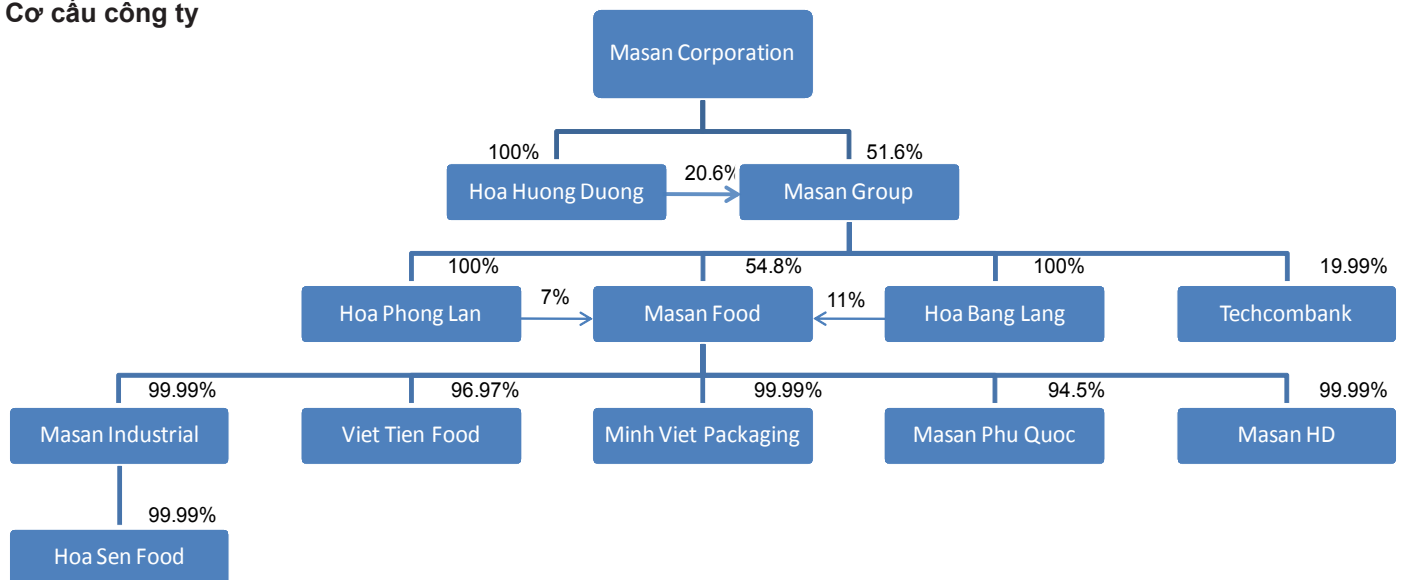 Cơ cấu công ty
Masan Corporation
100%
51.6%
Hoa Huong Duong
20.6%
Masan Group
100%
54.8%
100%
19.99%
Hoa Phong Lan
7%
Masan Food
11%
Hoa Bang Lang
Techcombank
99.99%
96.97%
99.99%
94.5%
99.99%
Masan Industrial
Viet Tien Food
Minh Viet Packaging
Masan Phu Quoc
Masan HD
99.99%
Hoa Sen Food